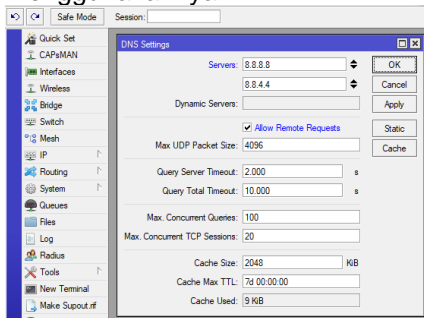 Safe Mode Session:
Quick Set
CAPsMAN
Interfaces
Wireless
Bridge
Switch
Mesh
IP
Routing
System
Queues
Files
Log
Radius
Tools
New Terminal
Make Supout.rif
DNS Settings
Servers: 8.8.8.8 OK
8.8.4.4 Cancel
Dynamic Servers: Apply
Allow Remote Requests Static
Max UDP Packet Size: 4096 Cache
Query Server Timeout: 2.000 s
Query Total Timeout: 10.000 s
Max. Concurrent Queries: 100
Max. Concurrent TCP Sessions: 20
Cache Size: 2048 KiB
Cache Max TTL: 7d 00:00:00
Cache Used: 9 KiB